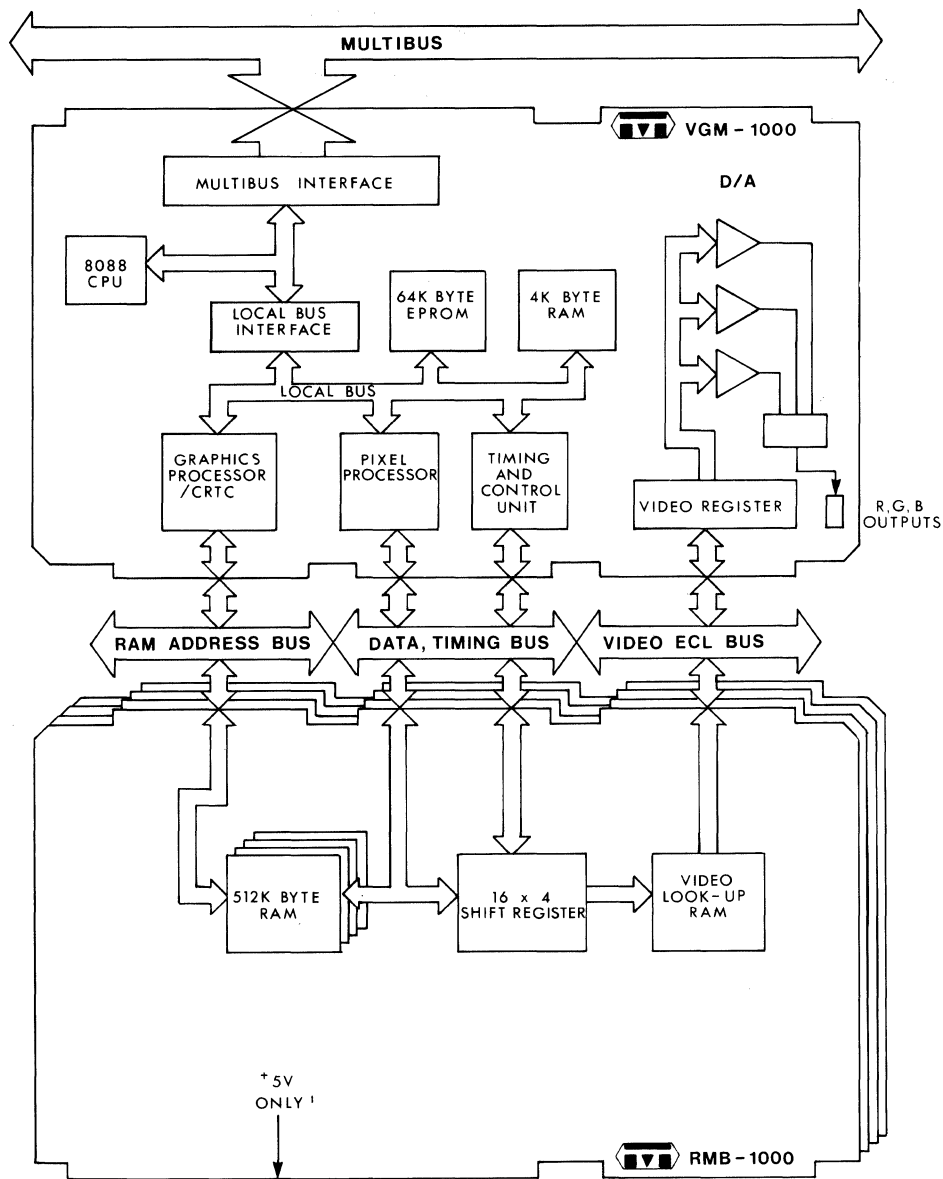 MULTIBUS
VGM-1000
MULTIBUS INTERFACE
D/A
8088
CPU
LOCAL BUS
INTERFACE
64K BYTE
EPROM
4K BYTE
RAM
LOCAL BUS
GRAPHICS
PROCESSOR
/CRTC
PIXEL
PROCESSOR
TIMING
AND
CONTROL
UNIT
VIDEO REGISTER
R,G,B
OUTPUTS
RAM ADDRESS BUS
DATA, TIMING BUS
VIDEO ECL BUS
512K BYTE
RAM
16 x 4
SHIFT REGISTER
VIDEO
LOOK-UP
RAM
+5V
ONLY 1
RMB-1000